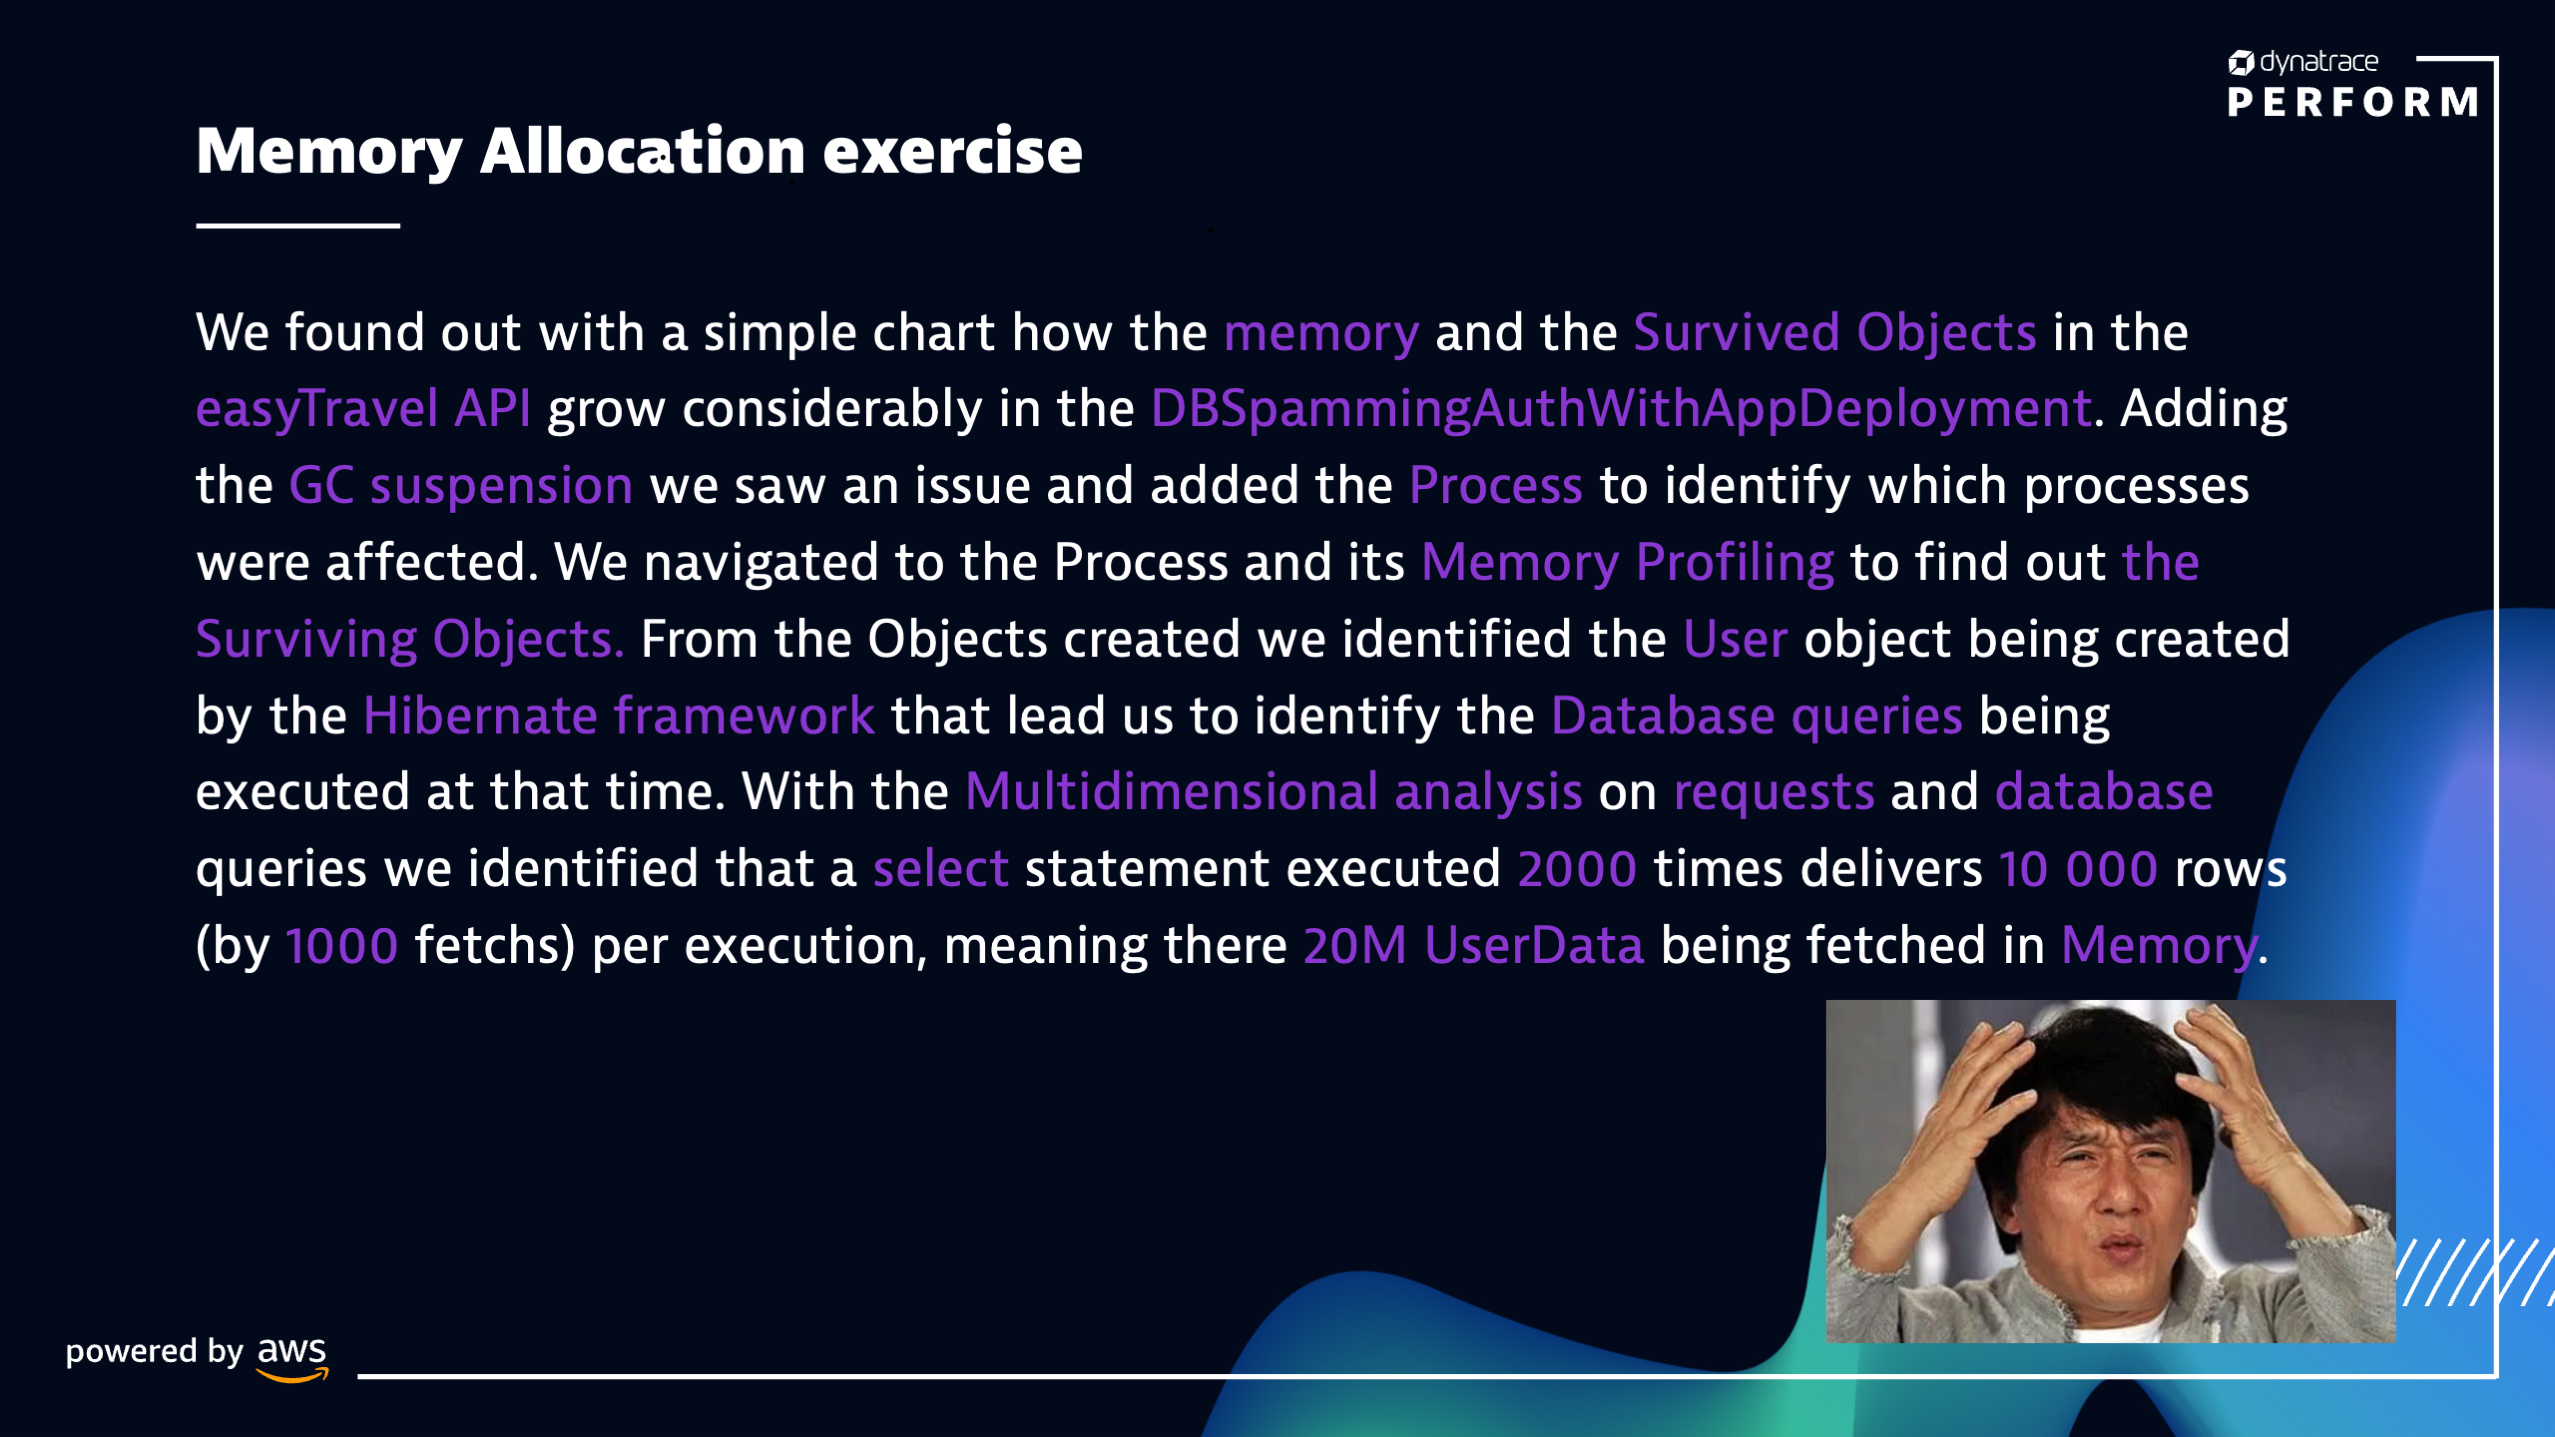 dynatrace
PERFORM
Memory Allocation exercise
We found out with a simple chart how the memory and the Survived Objects in the
easyTravel API grow considerably in the DBSpammingAuthWithAppDeployment. Adding
the GC suspension we saw an issue and added the Process to identify which processes
were affected. We navigated to the Process and its Memory Profiling to find out the
Surviving Objects. From the Objects created we identified the User object being created
by the Hibernate framework that lead us to identify the Database queries being
executed at that time. With the Multidimensional analysis on requests and database
queries we identified that a select statement executed 2000 times delivers 10 000 rows
(by 1000 fetchs) per execution, meaning there 20M UserData being fetched in Memory.
powered by aws